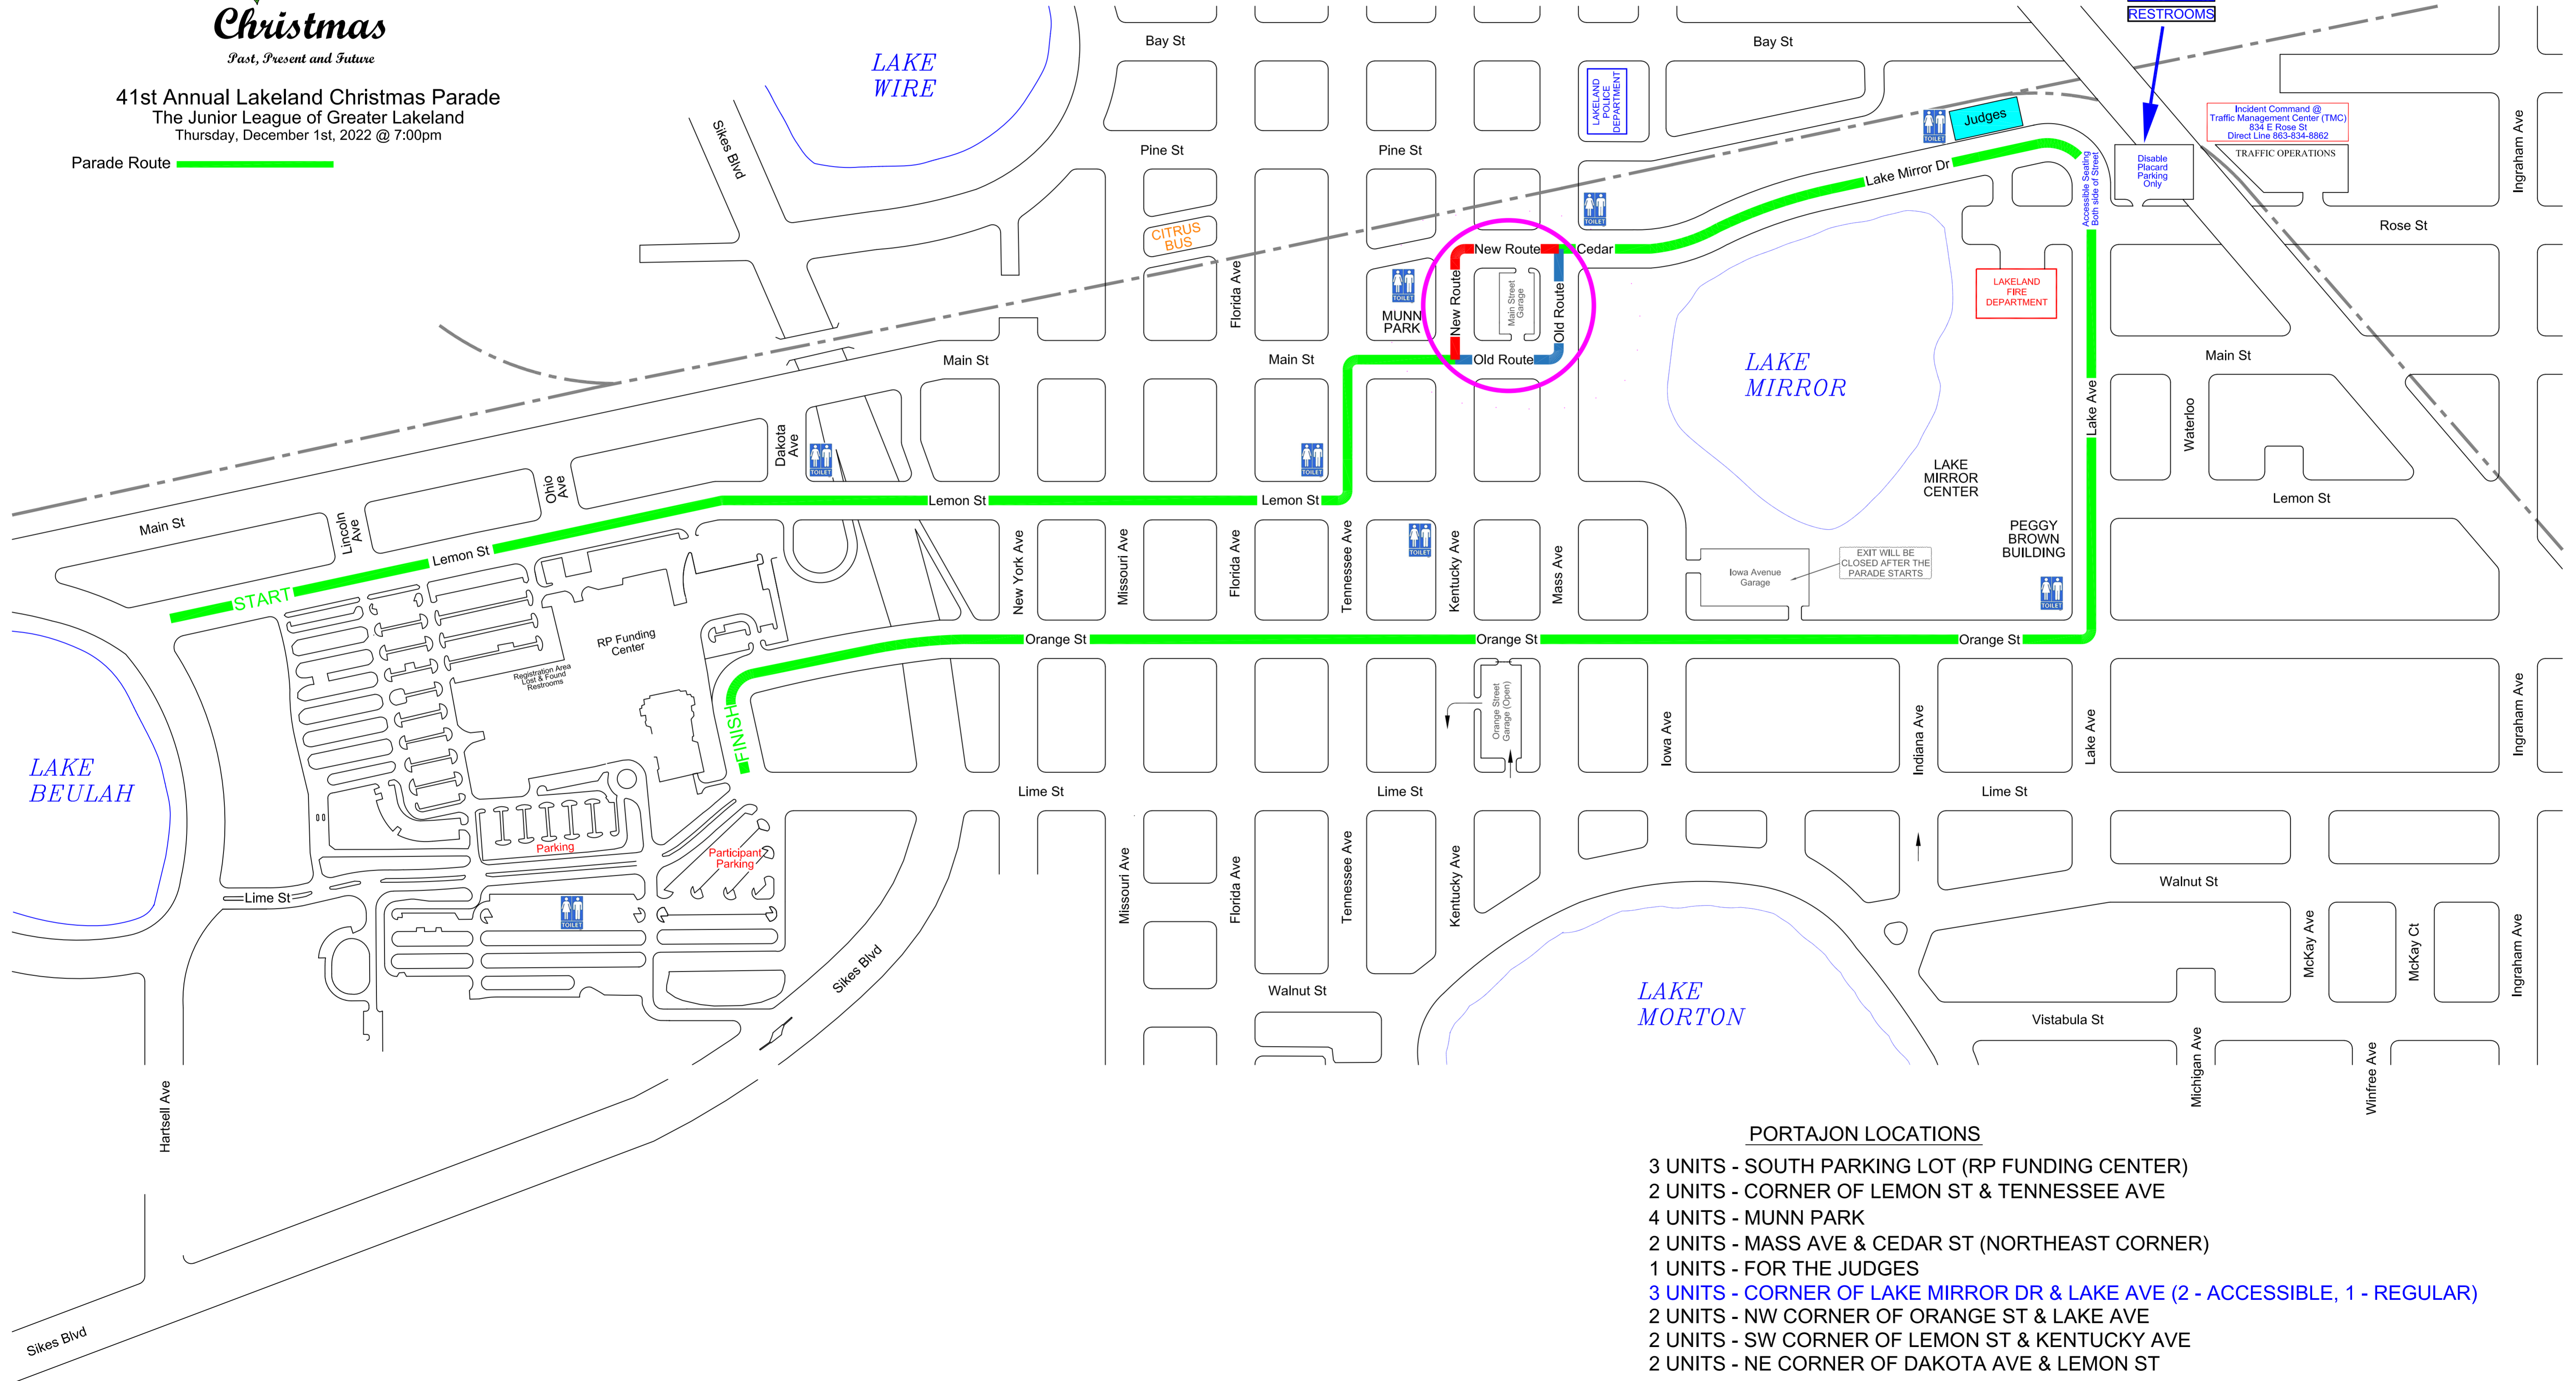 Christmas
Past, Present and Future
41st Annual Lakeland Christmas Parade
The Junior League of Greater Lakeland
Thursday, December 1st, 2022 @ 7:00pm
Parade Route
RESTROOMS
LAKE
WIRE
Bay St
Bay St
LAKELAND
POLICE
DEPARTMENT
TOILET
Judges
Incident Command @
Traffic Management Center (TMC)
834 E Rose St
Direct Line 863-834-8862
TRAFFIC OPERATIONS
Disable
Placard
Parking
Only
Accessible Seating
Both side of Street
Ingraham Ave
Sikes Blvd
Pine St
Pine St
Lake Mirror Dr
TOILET
Rose St
CITRUS
BUS
Florida Ave
TOILET
MUNN
PARK
New Route
Cedar
New Route
Main Street
Garage
Old Route
Old Route
LAKELAND
FIRE
DEPARTMENT
Main St
Main St
Main St
LAKE
MIRROR
Lake Ave
Waterloo
Dakota
Ave
TOILET
TOILET
Ohio
Ave
Lemon St
Lemon St
LAKE
MIRROR
CENTER
Lemon St
Main St
Lincoln
Ave
Lemon St
New York Ave
Missouri Ave
Florida Ave
Tennessee Ave
TOILET
Kentucky Ave
Mass Ave
PEGGY
BROWN
BUILDING
EXIT WILL BE
CLOSED AFTER THE
PARADE STARTS
Iowa Avenue
Garage
TOILET
START
RP Funding
Center
Registration Area
Lost & Found
Restrooms
Orange St
Orange St
Orange St
FINISH
Orange Street
Garage (Open)
Iowa Ave
Indiana Ave
Lake Ave
Ingraham Ave
LAKE
BEULAH
Lime St
Lime St
Lime St
Parking
Participant
Parking
Lime St
TOILET
Missouri Ave
Florida Ave
Tennessee Ave
Kentucky Ave
Walnut St
McKay Ave
McKay Ct
Ingraham Ave
Sikes Blvd
Walnut St
LAKE
MORTON
Vistabula St
Hartsell Ave
Michigan Ave
Winfree Ave
Sikes Blvd
PORTAJON LOCATIONS
3 UNITS - SOUTH PARKING LOT (RP FUNDING CENTER)
2 UNITS - CORNER OF LEMON ST & TENNESSEE AVE
4 UNITS - MUNN PARK
2 UNITS - MASS AVE & CEDAR ST (NORTHEAST CORNER)
1 UNITS - FOR THE JUDGES
3 UNITS - CORNER OF LAKE MIRROR DR & LAKE AVE (2 - ACCESSIBLE, 1 - REGULAR)
2 UNITS - NW CORNER OF ORANGE ST & LAKE AVE
2 UNITS - SW CORNER OF LEMON ST & KENTUCKY AVE
2 UNITS - NE CORNER OF DAKOTA AVE & LEMON ST